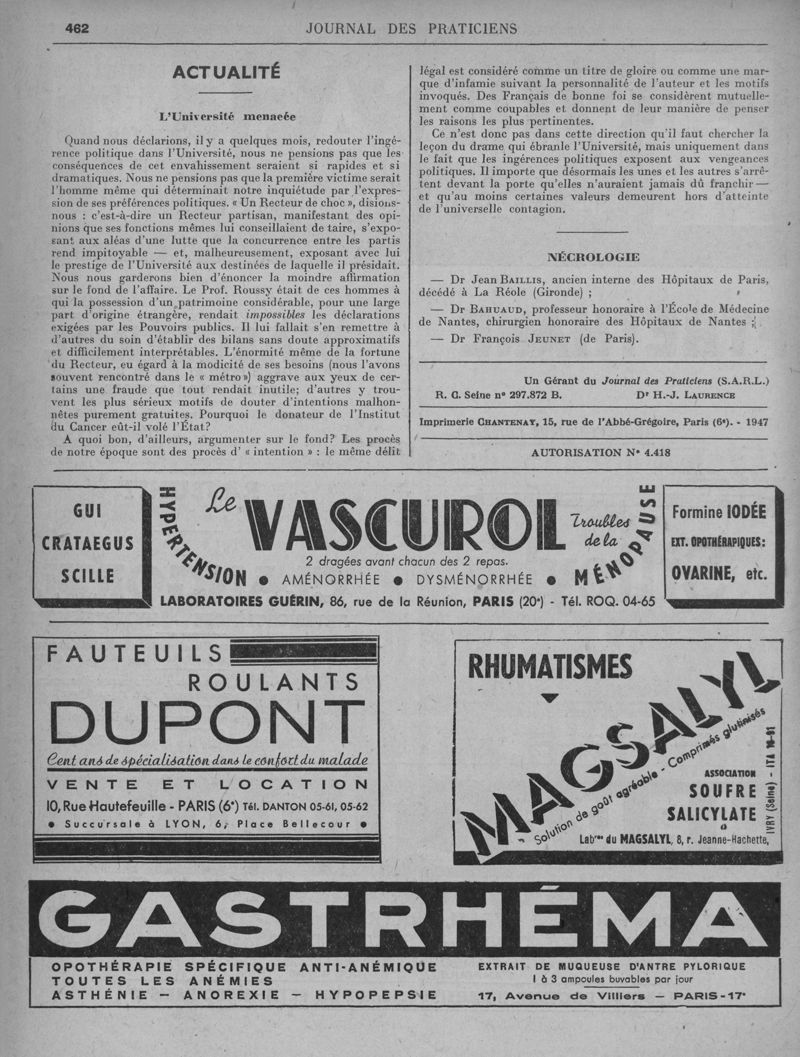 462
JOURNAL DES PRATICIENS
ACTUALITÉ
L'Université menacée
Quand nous déclarions, il y a quelques mois, redouter l'ingé-
rence politique dans l'Université, nous ne pensions pas que les
conséquences de cet envahissement seraient si rapides et si
dramatiques. Nous ne pensions pas que la première victime serait
l'homme même qui déterminait notre inquiétude par l'expres-
sion de ses préférences politiques. « Un Recteur de choc », disions-
nous : c'est-à-dire un Recteur partisan, manifestant des opi-
nions que ses fonctions mêmes lui conseillaient de taire, s'expo-
sant aux aléas d'une lutte que la concurrence entre les partis
rend impitoyable — et, malheureusement, exposant avec lui
le prestige de l'Université aux destinées de laquelle il présidait.
Nous nous garderons bien d'énoncer la moindre affirmation
sur le fond de l'affaire. Le Prof. Roussy était de ces hommes à
qui la possession d'un patrimoine considérable, pour une large
part d'origine étrangère, rendait impossibles les déclarations
exigées par les Pouvoirs publics. Il lui fallait s'en remettre à
d'autres du soin d'établir des bilans sans doute approximatifs
et difficilement interprétables. L'énormité même de la fortune
du Recteur, eu égard à la modicité de ses besoins (nous l'avons
souvent rencontré dans le « métro ») aggrave aux yeux de cer-
tains une fraude que tout rendait inutile; d'autres y trou-
vent les plus sérieux motifs de douter d'intentions malhon-
nêtes purement gratuites. Pourquoi le donateur de l'Institut
du Cancer eût-il volé l'État?
A quoi bon, d'ailleurs, argumenter sur le fond? Les procès
de notre époque sont des procès d' « intention » : le même délit
légal est considéré comme un titre de gloire ou comme une mar-
que d'infamie suivant la personnalité de l'auteur et les motifs
invoqués. Des Français de bonne foi se considèrent mutuelle-
ment comme coupables et donnent de leur manière de penser
les raisons les plus pertinentes.
Ce n'est donc pas dans cette direction qu'il faut chercher la
leçon du drame qui ébranle l'Université, mais uniquement dans
le fait que les ingérences politiques exposent aux vengeances
politiques. Il importe que désormais les unes et les autres s'arrê-
tent devant la porte qu'elles n'auraient jamais dû franchir —
et qu'au moins certaines valeurs demeurent hors d'atteinte
de l'universelle contagion.
NÉCROLOGIE
— Dr Jean BAILLIS, ancien interne des Hôpitaux de Paris,
décédé à La Réole (Gironde) ;
— Dr BAHUAUD, professeur honoraire à l'École de Médecine
de Nantes, chirurgien honoraire des Hôpitaux de Nantes ;
— Dr François JEUNET (de Paris).
Un Gérant du Journal des Praticiens (S.A.R.L.)
R. C. Seine n° 297.872 B. Dr H.-J. LAURENCE
Imprimerie CHANTENAY, 15, rue de l'Abbé-Grégoire, Paris (6e). - 1947
AUTORISATION N° 4.418
GUI
CRATAEGUS
SCILLE
HYPERTENSION
Le VASCUROL
Troubles
de la
MÉNOPAUSE
2 dragées avant chacun des 2 repas.
• AMÉNORRHÉE • DYSMÉNORRHÉE •
LABORATOIRES GUÉRIN, 86, rue de la Réunion, PARIS (20e) - Tél. ROQ. 04-65
Formine IODÉE
EXT. OPOTHÉRAPIQUES:
OVARINE, etc.
FAUTEUILS
ROULANTS
DUPONT
Cent ans de spécialisation dans le confort du malade
VENTE ET LOCATION
10, Rue Hautefeuille - PARIS (6e) Tél. DANTON 05-61, 05-62
• Succursale à LYON, 6, Place Bellecour •
RHUMATISMES
MAGSALYL
Solution de goût agréable - Comprimés glutinisés
ASSOCIATION
SOUFRE
SALICYLATE
Labres du MAGSALYL, 8, r. Jeanne-Hachette,
IVRY (Seine) - ITA 16-91
GASTRHÉMA
OPOTHÉRAPIE SPÉCIFIQUE ANTI-ANÉMIQUE
TOUTES LES ANÉMIES
ASTHÉNIE — ANOREXIE — HYPOPEPSIE
EXTRAIT DE MUQUEUSE D'ANTRE PYLORIQUE
1 à 3 ampoules buvables par jour
17, Avenue de Villiers — PARIS-17e